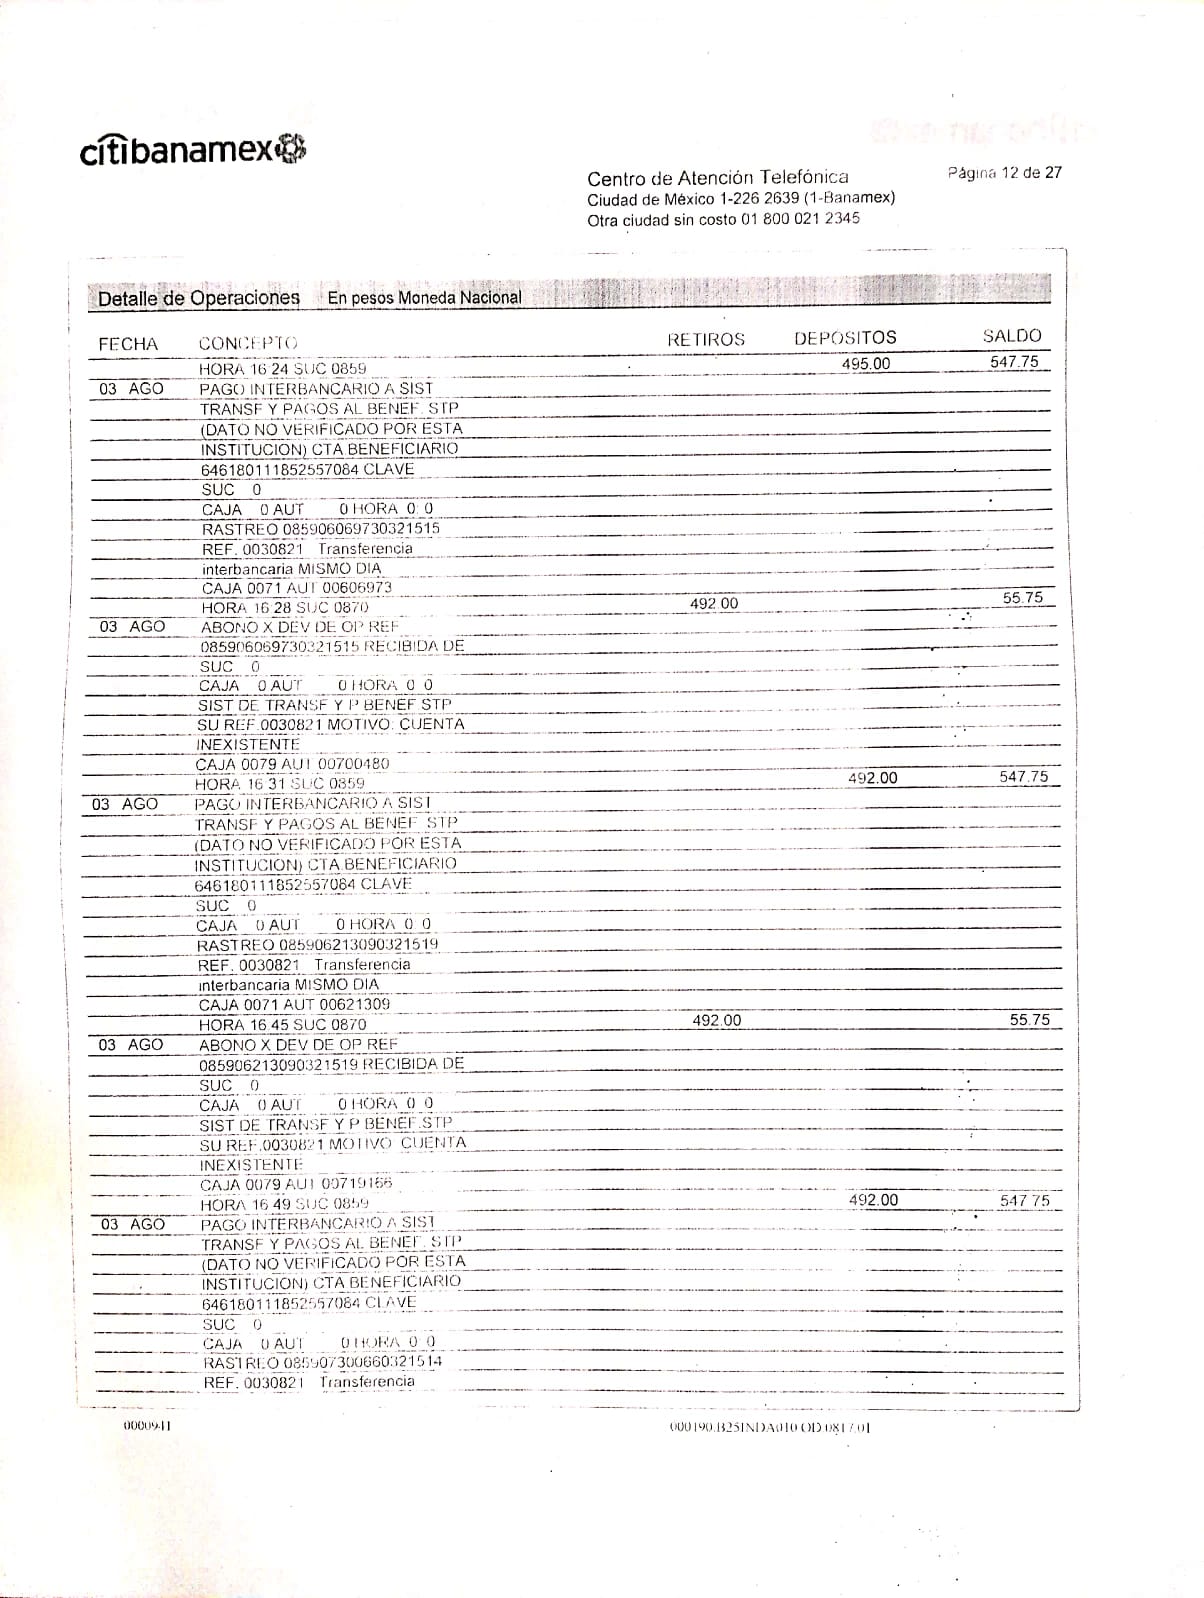 citibanamex
Centro de Atención Telefónica
Página 12 de 27
Ciudad de México 1-226 2639 (1-Banamex)
Otra ciudad sin costo 01 800 021 2345
Detalle de Operaciones En pesos Moneda Nacional
FECHA CONCEPTO RETIROS DEPOSITOS SALDO
HORA 16:24 SUC 0859 495.00 547.75
03 AGO PAGO INTERBANCARIO A SIST
TRANSF Y PAGOS AL BENEF. STP
(DATO NO VERIFICADO POR ESTA
INSTITUCION) CTA BENEFICIARIO
646180111852557084 CLAVE
SUC 0
CAJA 0 AUT 0 HORA 0: 0
RASTREO 085906069730321515
REF. 0030821 Transferencia
interbancaria MISMO DIA
CAJA 0071 AUT 00606973
HORA 16:28 SUC 0870 492.00 55.75
03 AGO ABONO X DEV DE OP REF
085906069730321515 RECIBIDA DE
SUC 0
CAJA 0 AUT 0 HORA 0 0
SIST DE TRANSF Y P BENEF.STP
SU REF.0030821 MOTIVO: CUENTA
INEXISTENTE
CAJA 0079 AUT 00700480
HORA 16 31 SUC 0859 492.00 547.75
03 AGO PAGO INTERBANCARIO A SIST
TRANSF Y PAGOS AL BENEF. STP
(DATO NO VERIFICADO POR ESTA
INSTITUCION) CTA BENEFICIARIO
646180111852557084 CLAVE
SUC 0
CAJA 0 AUT 0 HORA 0: 0
RASTREO 085906213090321519
REF. 0030821 Transferencia
interbancaria MISMO DIA
CAJA 0071 AUT 00621309
HORA 16:45 SUC 0870 492.00 55.75
03 AGO ABONO X DEV DE OP REF
085906213090321519 RECIBIDA DE
SUC 0
CAJA 0 AUT 0 HORA 0 0
SIST DE TRANSF Y P BENEF.STP
SU REF.0030821 MOTIVO: CUENTA
INEXISTENTE
CAJA 0079 AUT 00719166
HORA 16 49 SUC 0859 492.00 547.75
03 AGO PAGO INTERBANCARIO A SIST
TRANSF Y PAGOS AL BENEF. STP
(DATO NO VERIFICADO POR ESTA
INSTITUCION) CTA BENEFICIARIO
646180111852557084 CLAVE
SUC 0
CAJA 0 AUT 0 HORA 0 0
RASTREO 085907300660321514
REF. 0030821 Transferencia
0000941 000190.B251NDA010.OD.0817.01